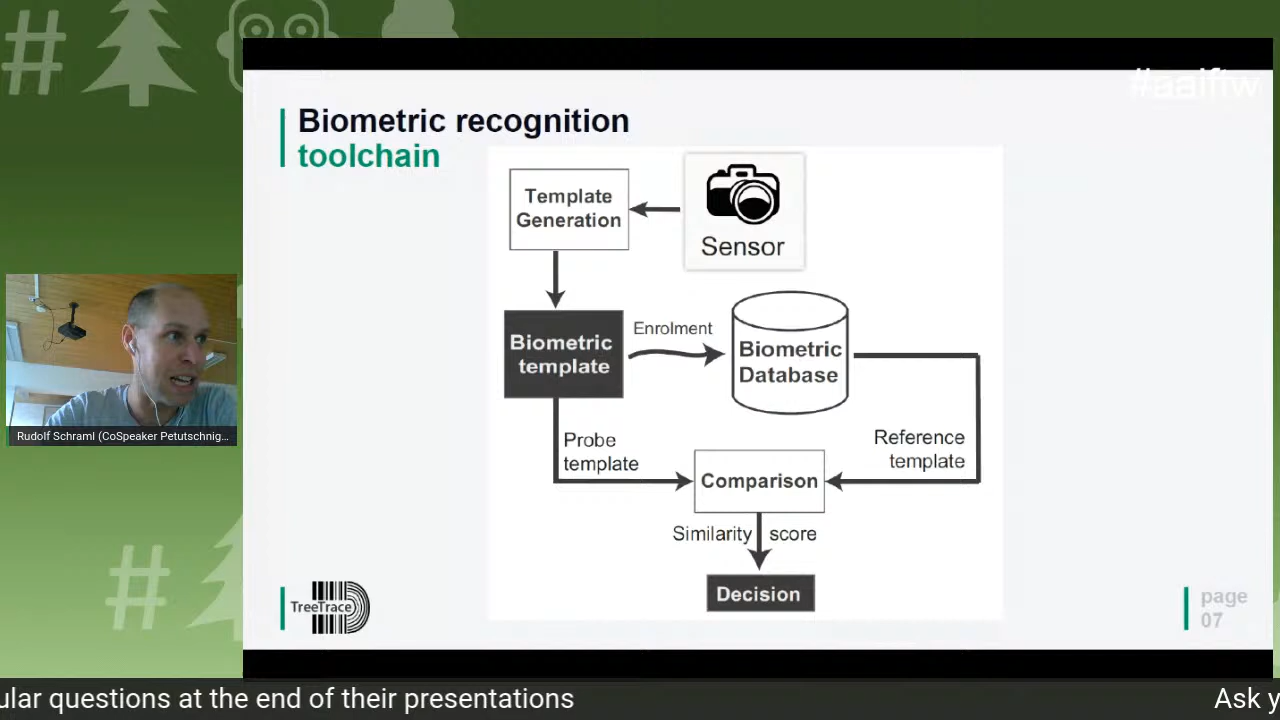 #
#aaiftw
Biometric recognition
toolchain
Template
Generation
Sensor
Biometric
template
Enrolment
Biometric
Database
Probe
template
Reference
template
Comparison
Similarity score
Decision
Rudolf Schraml (CoSpeaker Petutschnig...
#
TreeTrace
page
07
ular questions at the end of their presentations
Ask y